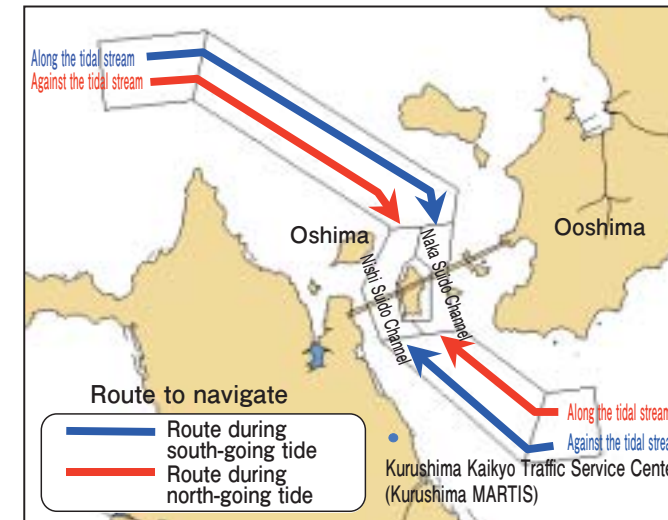 Along the tidal stream
Against the tidal stream
Oshima
Ooshima
Nishi Suido Channel
Naka Suido Channel
Along the tidal stream
Against the tidal strea
Route to navigate
Route during
south-going tide
Route during
north-going tide
Kurushima Kaikyo Traffic Service Cente
(Kurushima MARTIS)